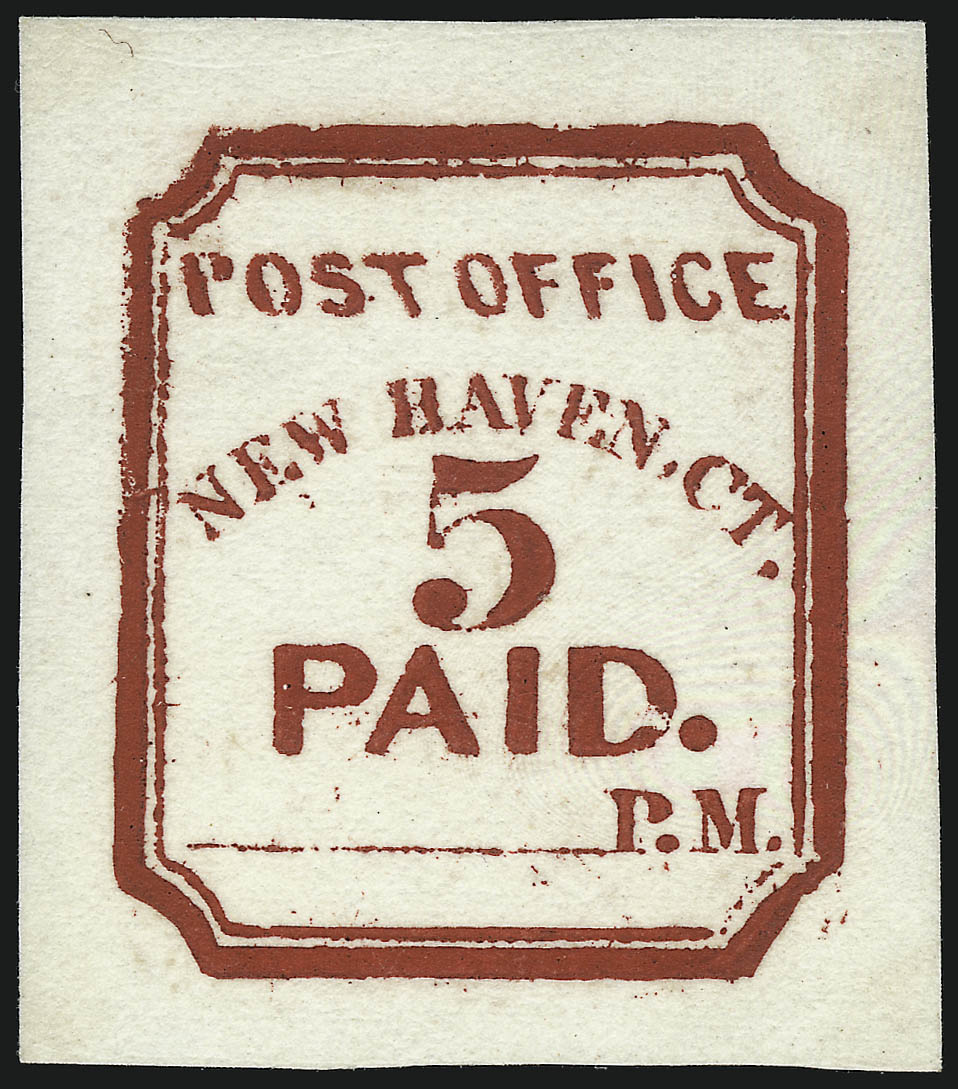 POST OFFICE
NEW HAVEN, CT.
5
PAID.
P.M.